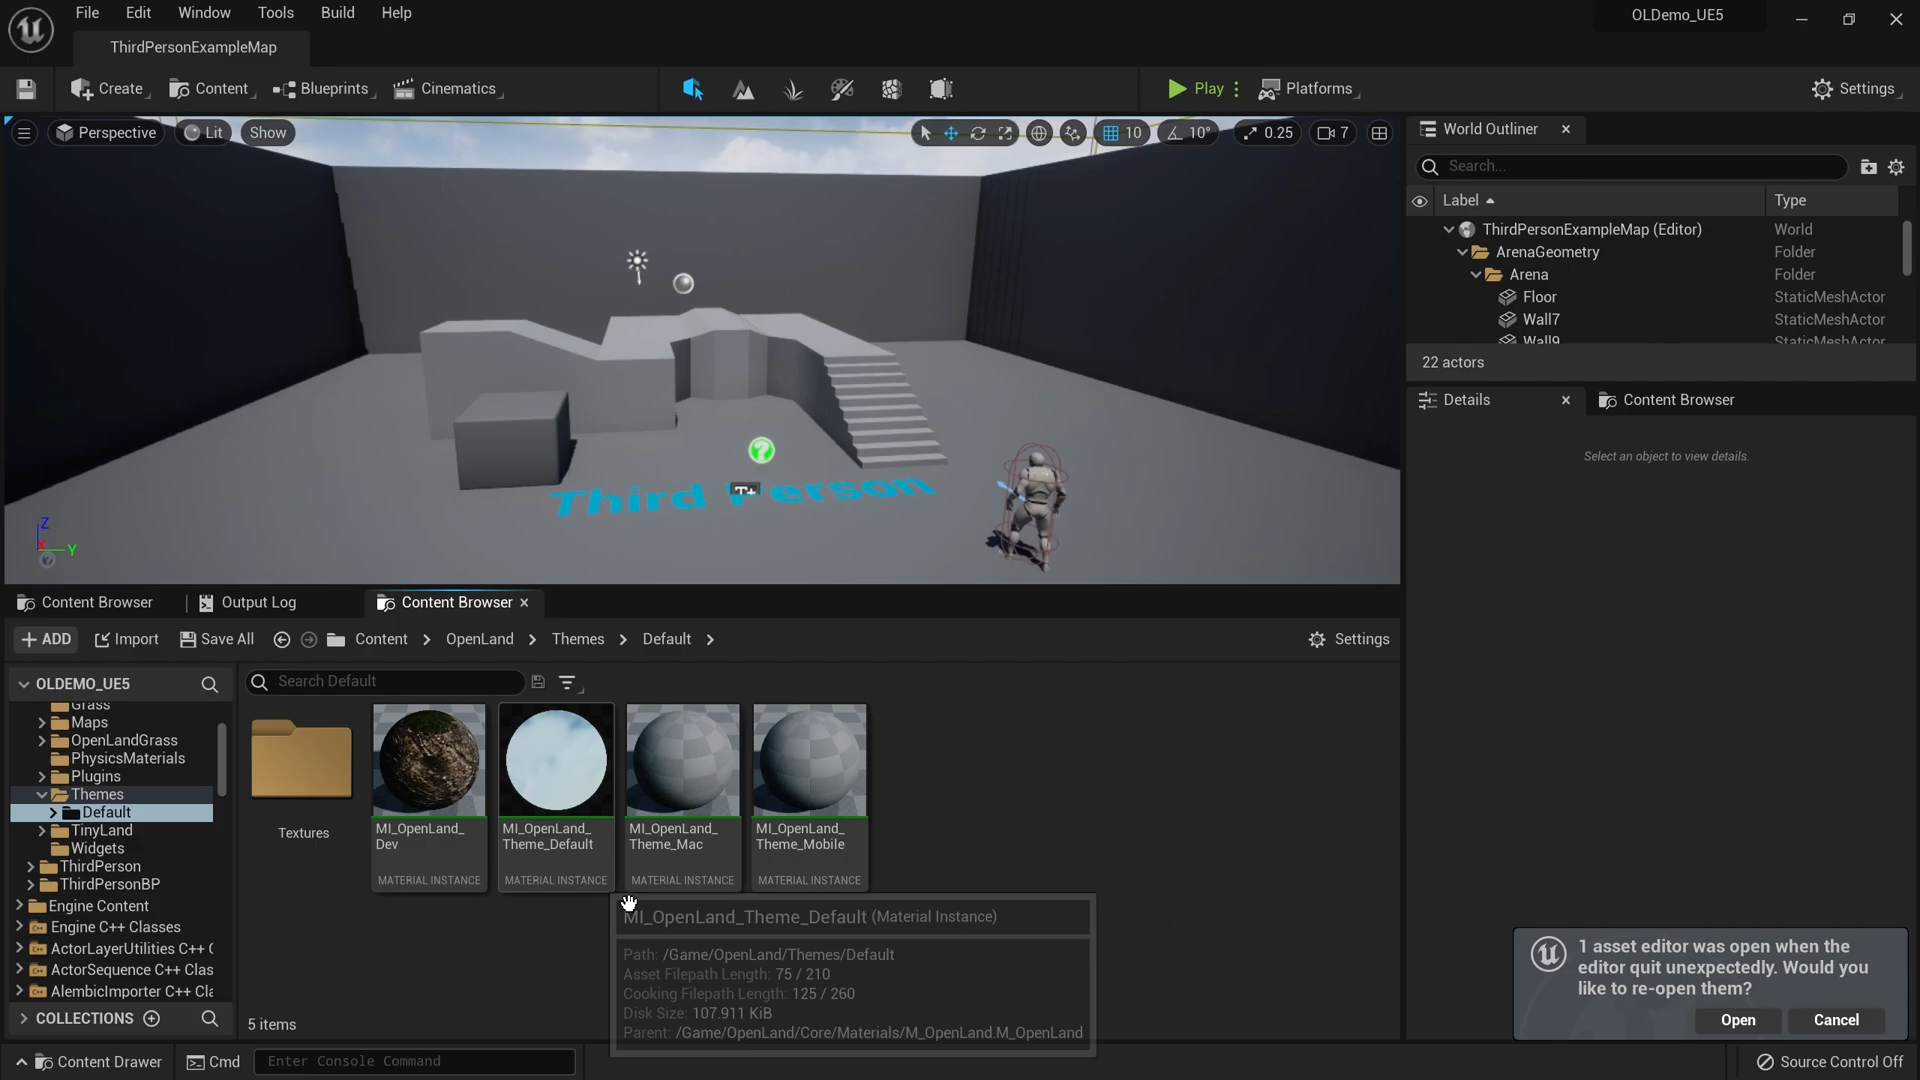 File Edit Window Tools Build Help
OLDemo_UE5
ThirdPersonExampleMap
Create Content Blueprints Cinematics
Play Platforms Settings
Perspective Lit Show
10 10° 0.25 7
World Outliner
Search...
Label Type
ThirdPersonExampleMap (Editor) World
ArenaGeometry Folder
Arena Folder
Floor StaticMeshActor
Wall7 StaticMeshActor
Wall9 StaticMeshActor
22 actors
Details Content Browser
Select an object to view details.
Third Person
T+
Z
X
Y
Content Browser Output Log Content Browser
ADD Import Save All Content OpenLand Themes Default Settings
OLDEMO_UE5
Search Default
Grass
Maps
OpenLandGrass
PhysicsMaterials
Plugins
Themes
Default
TinyLand
Widgets
ThirdPerson
ThirdPersonBP
Engine Content
Engine C++ Classes
ActorLayerUtilities C++ C
ActorSequence C++ Clas
AlembicImporter C++ Cla
COLLECTIONS
Textures
MI_OpenLand_
Dev
MATERIAL INSTANCE
MI_OpenLand_
Theme_Default
MATERIAL INSTANCE
MI_OpenLand_
Theme_Mac
MATERIAL INSTANCE
MI_OpenLand_
Theme_Mobile
MATERIAL INSTANCE
MI_OpenLand_Theme_Default (Material Instance)
Path: /Game/OpenLand/Themes/Default
Asset Filepath Length: 75 / 210
Cooking Filepath Length: 125 / 260
Disk Size: 107.911 KiB
Parent: /Game/OpenLand/Core/Materials/M_OpenLand.M_OpenLand
5 items
1 asset editor was open when the
editor quit unexpectedly. Would you
like to re-open them?
Open Cancel
Content Drawer Cmd Enter Console Command
Source Control Off